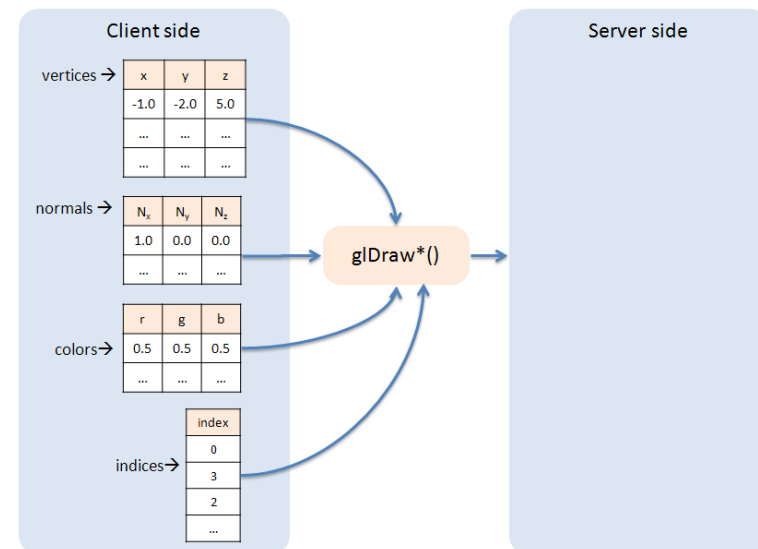 Client side
Server side
vertices →
x y z
-1.0 -2.0 5.0
... ... ...
... ... ...
normals →
Nx Ny Nz
1.0 0.0 0.0
... ... ...
glDraw*()
colors→
r g b
0.5 0.5 0.5
... ... ...
indices→
index
0
3
2
...